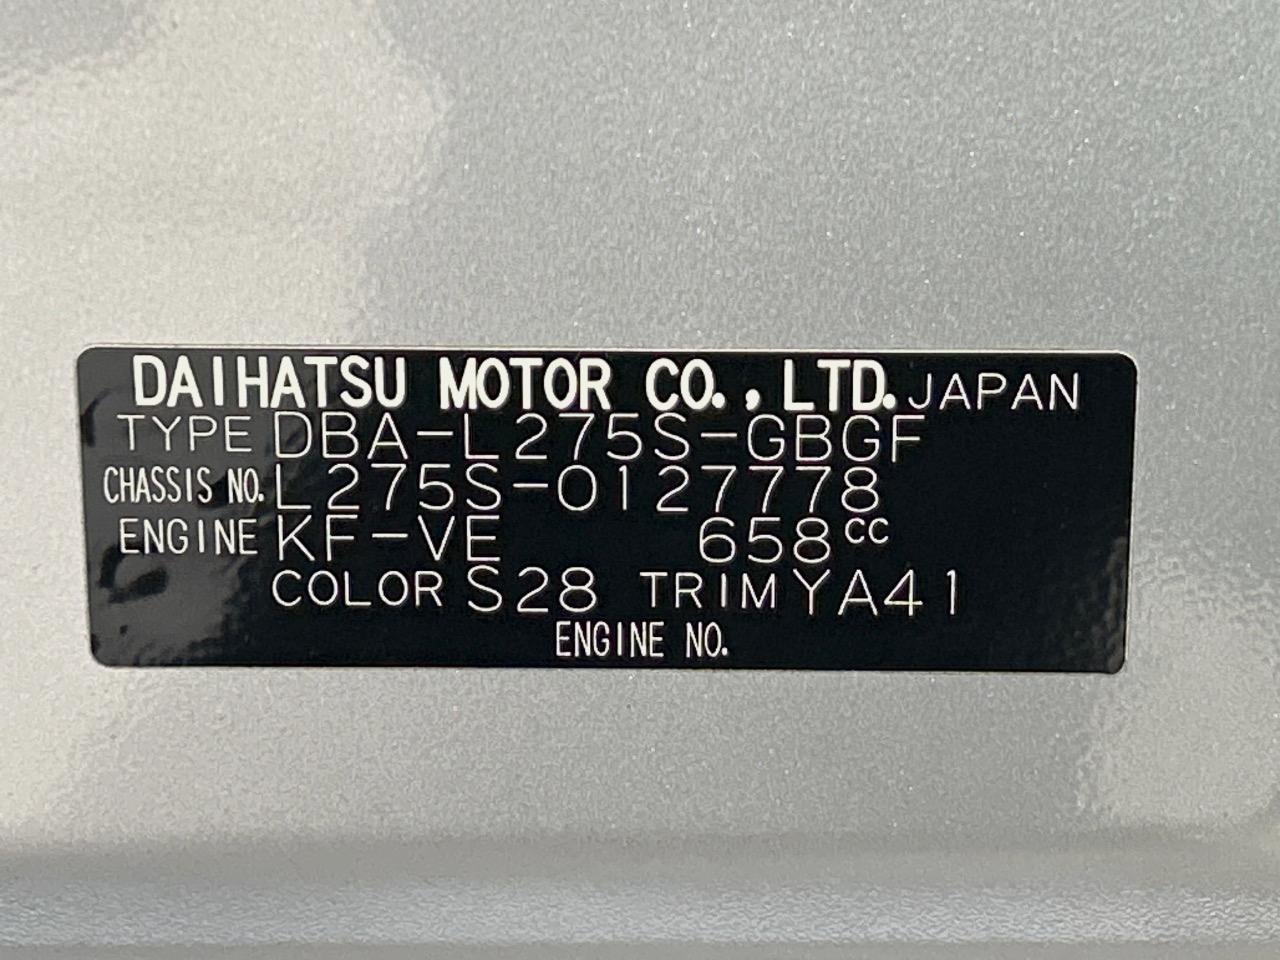 DAIHATSU MOTOR CO., LTD. JAPAN
TYPE DBA-L275S-GBGF
CHASSIS NO. L275S-0127778
ENGINE KF-VE 658cc
COLOR S28 TRIM YA41
ENGINE NO.